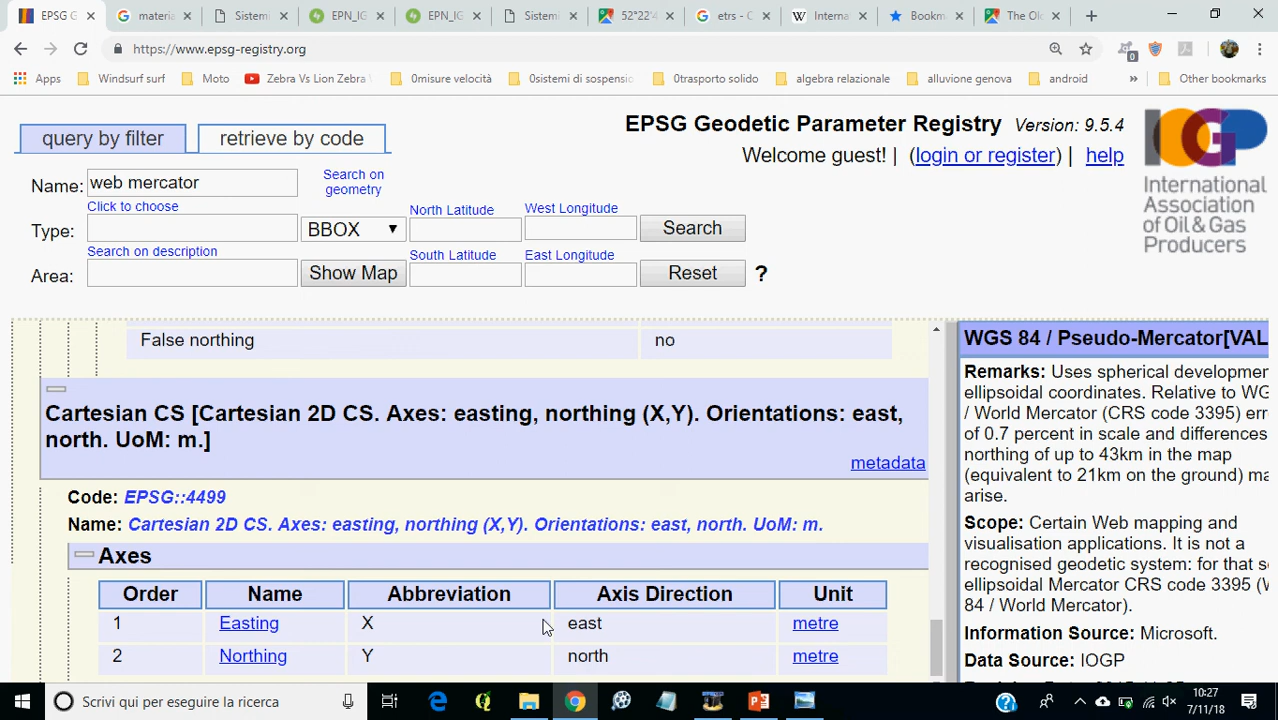 EPSG G
materia
Sistemi
EPN_IG
EPN_IG
Sistemi
52°22'4
etrs - C
Interna
Bookm
The Ol
https://www.epsg-registry.org
0
Apps
Windsurf surf
Moto
Zebra Vs Lion Zebra
0misure velocità
0sistemi di sospensio
0trasporto solido
algebra relazionale
alluvione genova
android
»
Other bookmarks
query by filter
retrieve by code
EPSG Geodetic Parameter Registry Version: 9.5.4
Welcome guest! | (login or register) | help
IOGP
International
Association
of Oil & Gas
Producers
Name: web mercator
Search on
geometry
Click to choose
North Latitude
West Longitude
Type:
BBOX
Search
Search on description
South Latitude
East Longitude
Area:
Show Map
Reset
?
False northing no
Cartesian CS [Cartesian 2D CS. Axes: easting, northing (X,Y). Orientations: east,
north. UoM: m.]
metadata
Code: EPSG::4499
Name: Cartesian 2D CS. Axes: easting, northing (X,Y). Orientations: east, north. UoM: m.
Axes
Order Name Abbreviation Axis Direction Unit
1 Easting X east metre
2 Northing Y north metre
WGS 84 / Pseudo-Mercator[VAL
Remarks: Uses spherical developmen
ellipsoidal coordinates. Relative to WG
/ World Mercator (CRS code 3395) erro
of 0.7 percent in scale and differences
northing of up to 43km in the map
(equivalent to 21km on the ground) ma
arise.
Scope: Certain Web mapping and
visualisation applications. It is not a
recognised geodetic system: for that s
ellipsoidal Mercator CRS code 3395 (W
84 / World Mercator).
Information Source: Microsoft.
Data Source: IOGP
Scrivi qui per eseguire la ricerca
10:27
7/11/18